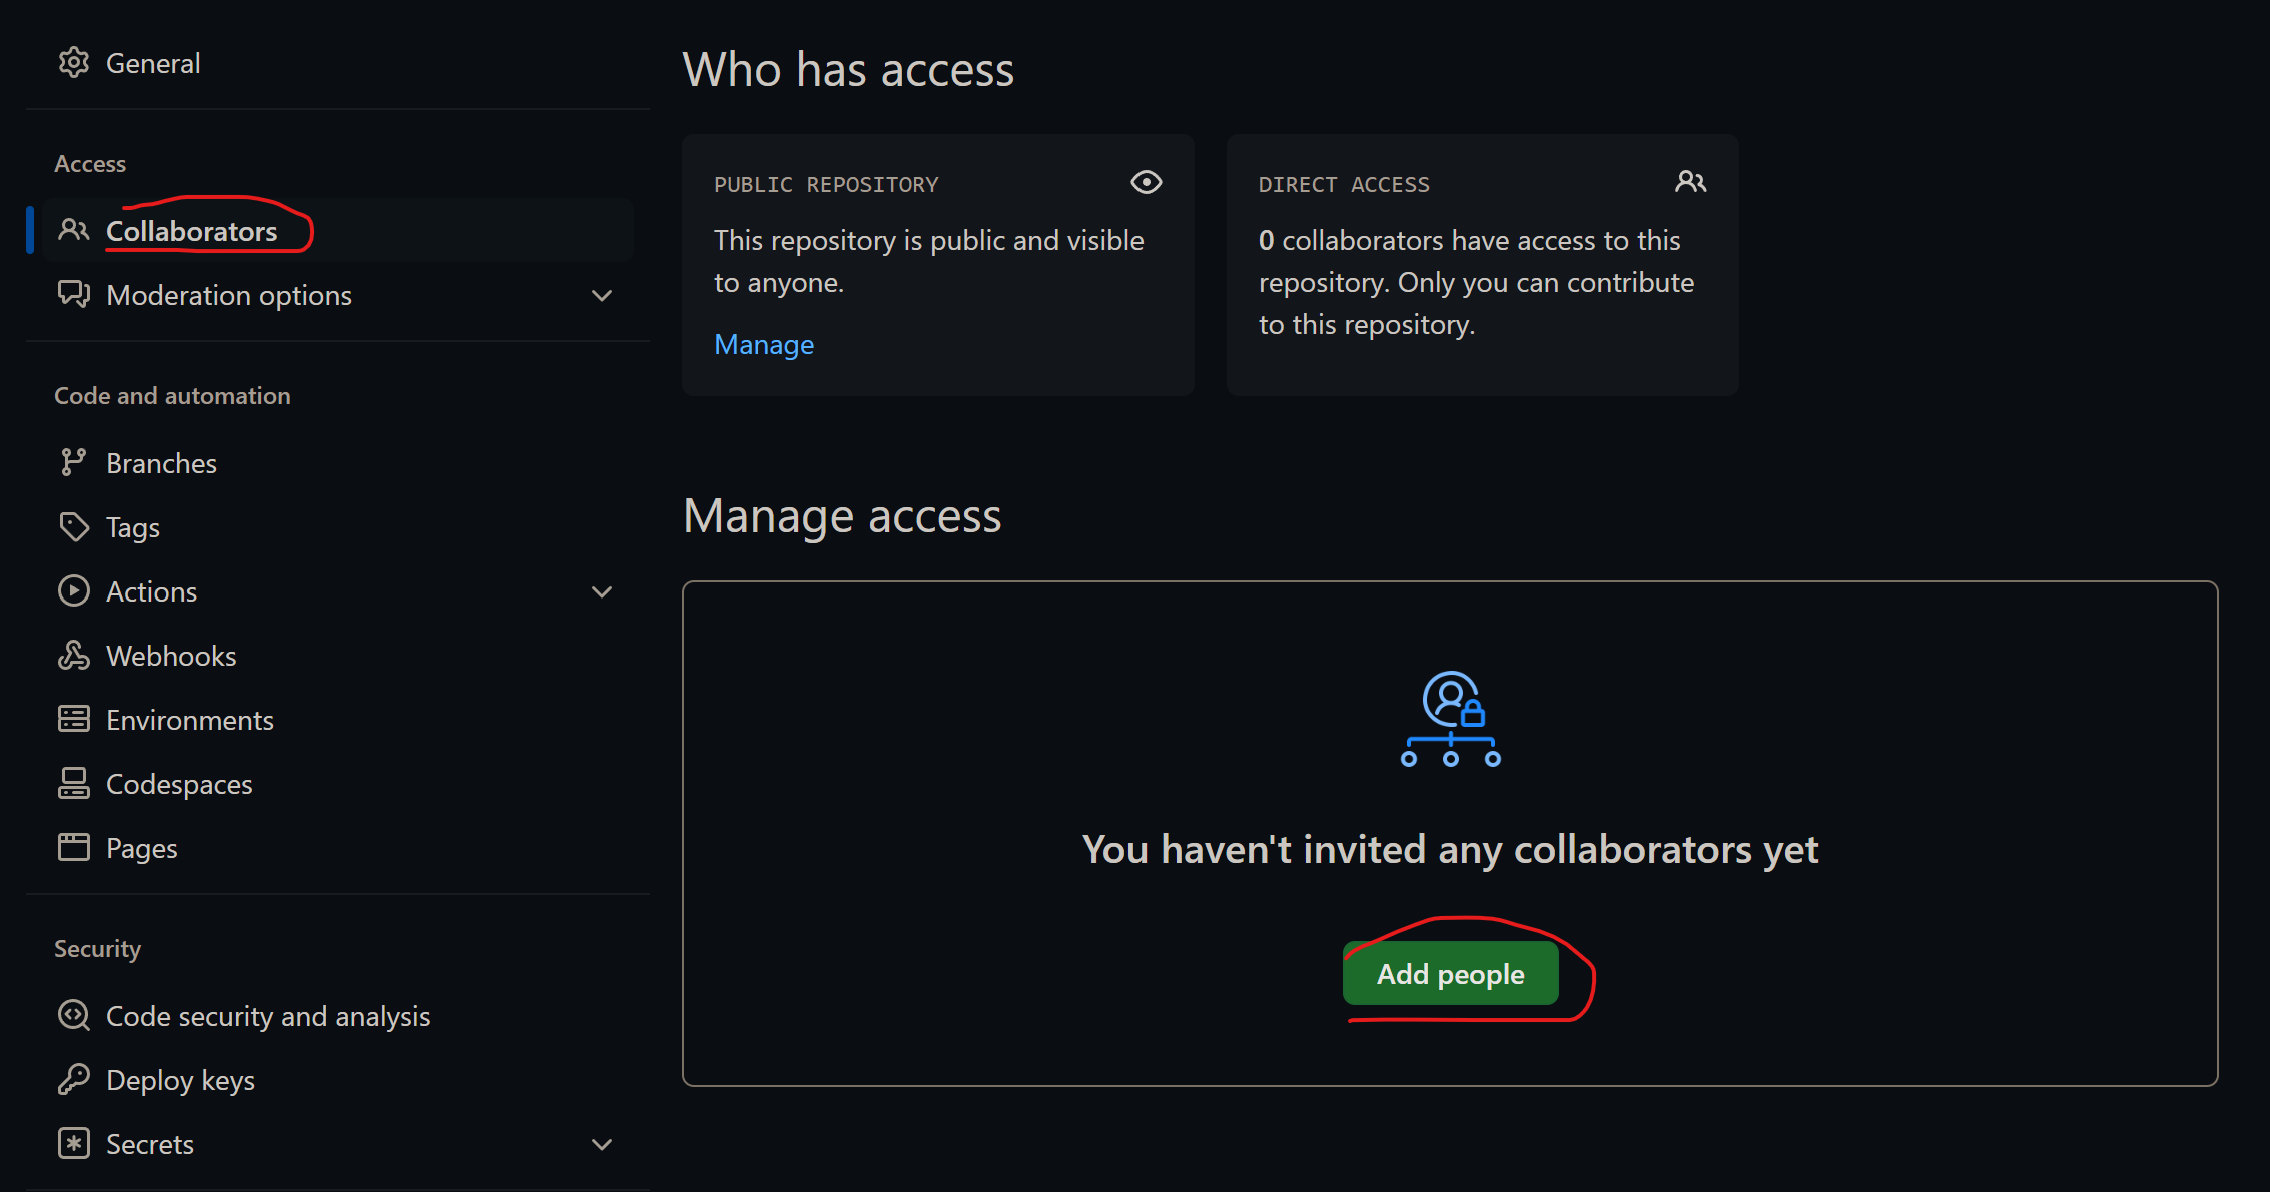 General
Access
Collaborators
Moderation options
Code and automation
Branches
Tags
Actions
Webhooks
Environments
Codespaces
Pages
Security
Code security and analysis
Deploy keys
Secrets
Who has access
PUBLIC REPOSITORY
This repository is public and visible
to anyone.
Manage
DIRECT ACCESS
0 collaborators have access to this
repository. Only you can contribute
to this repository.
Manage access
You haven't invited any collaborators yet
Add people